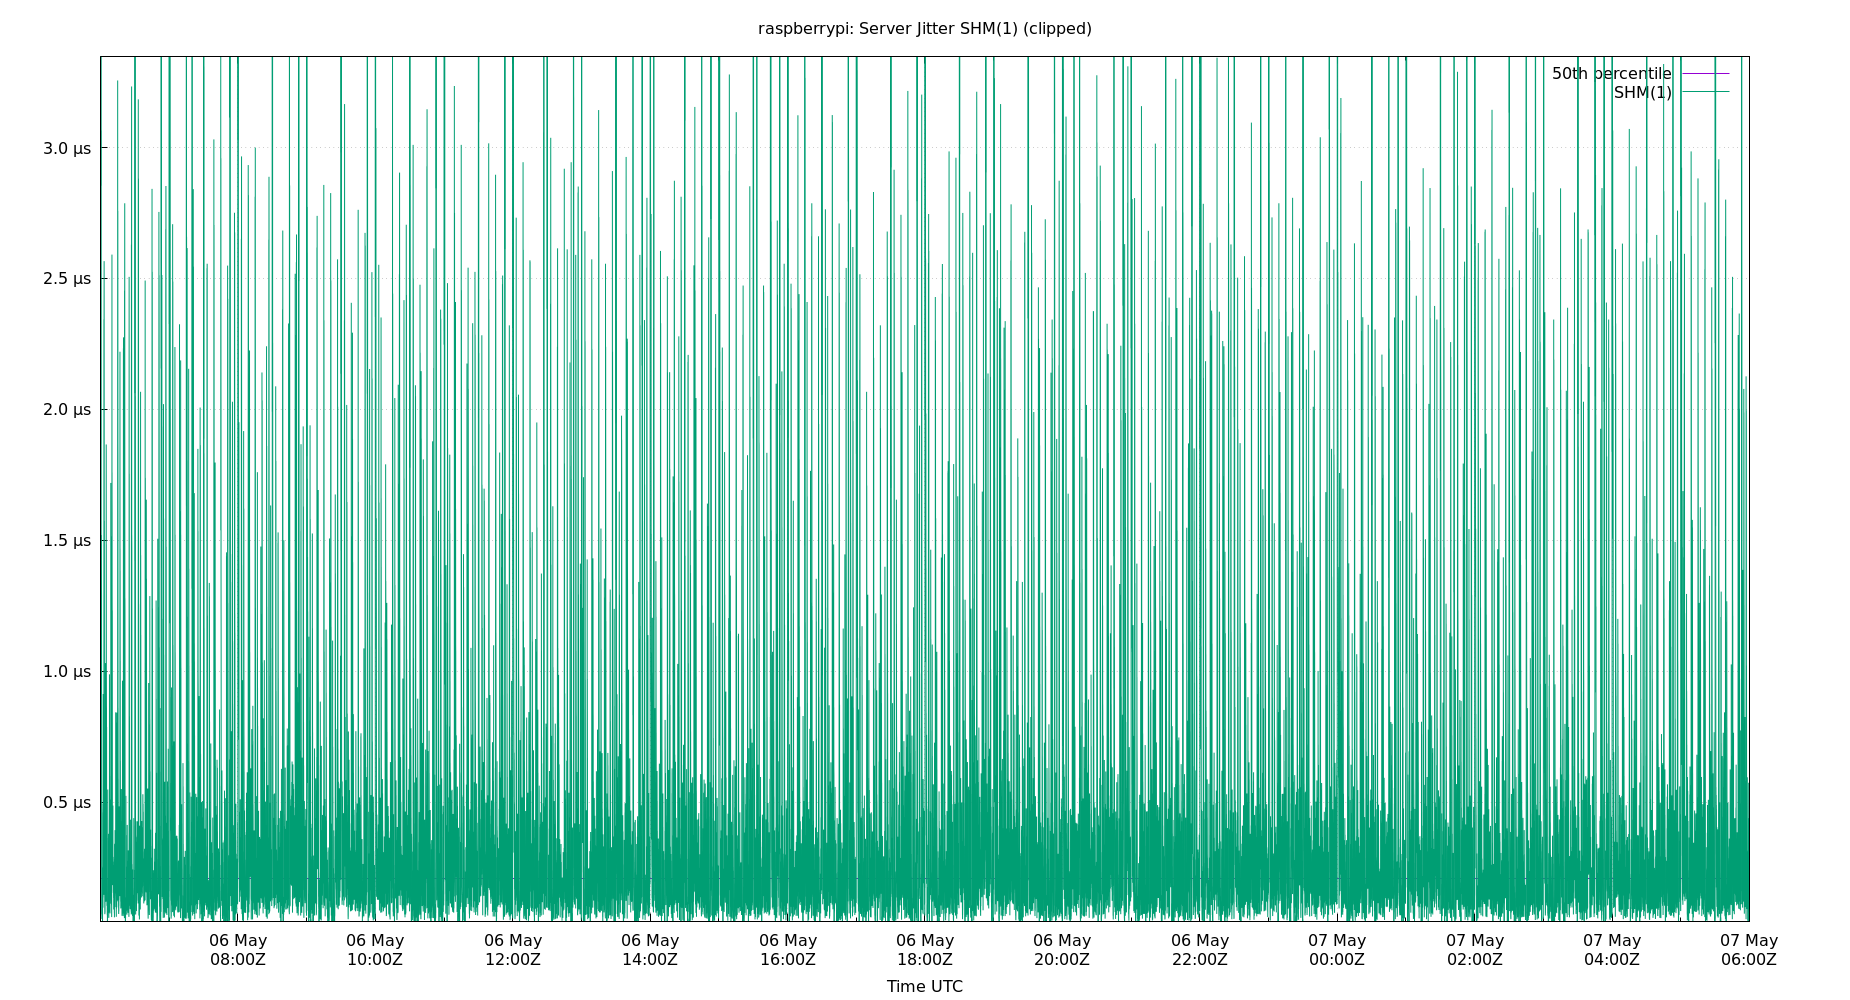 raspberrypi: Server Jitter SHM(1) (clipped)
50th percentile
SHM(1)
3.0 µs
2.5 µs
2.0 µs
1.5 µs
1.0 µs
0.5 µs
06 May 06 May 06 May 06 May 06 May 06 May 06 May 06 May 07 May 07 May 07 May 07 May
08:00Z 10:00Z 12:00Z 14:00Z 16:00Z 18:00Z 20:00Z 22:00Z 00:00Z 02:00Z 04:00Z 06:00Z
Time UTC